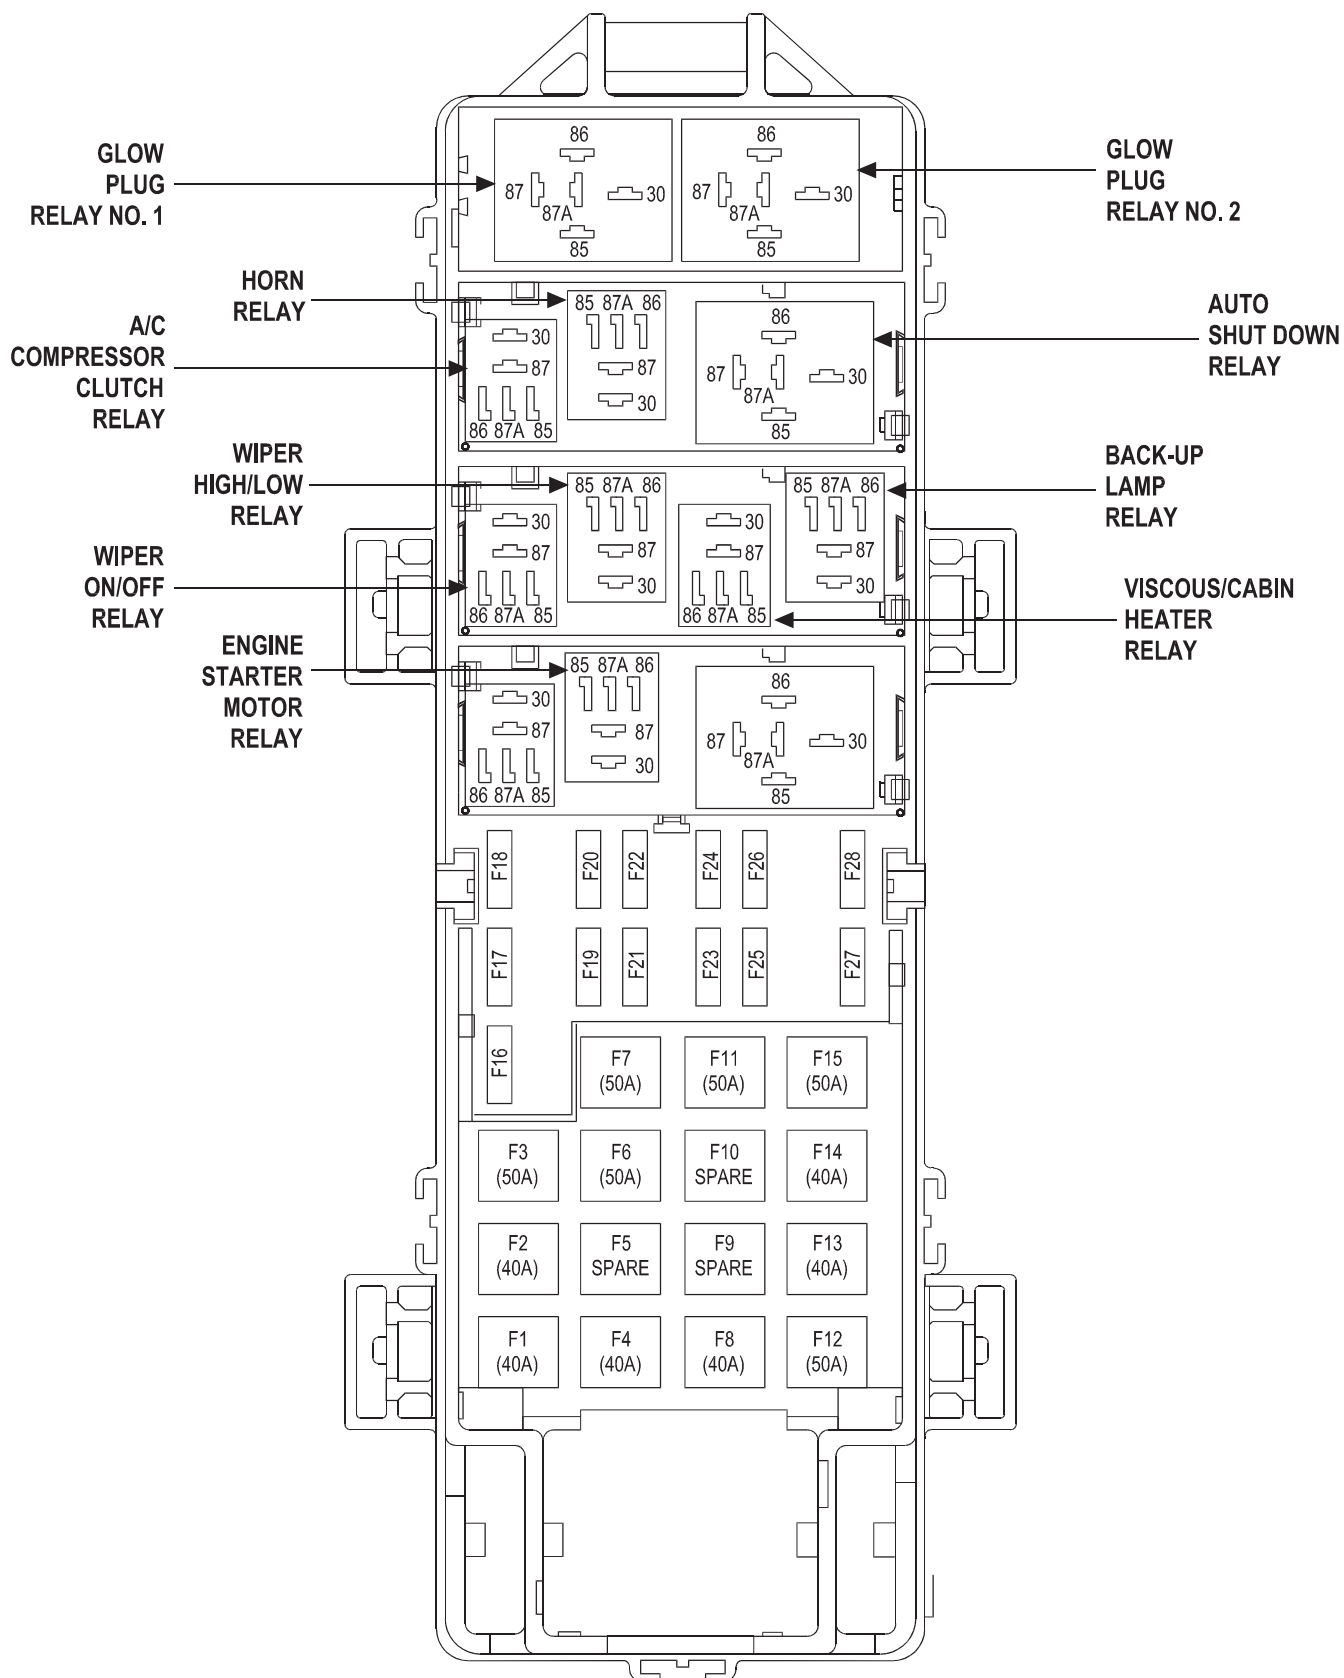 GLOW
PLUG
RELAY NO. 1
86
87
87A
30
85
86
87
87A
30
85
GLOW
PLUG
RELAY NO. 2
HORN
RELAY
A/C
COMPRESSOR
CLUTCH
RELAY
30
87
86 87A 85
85 87A 86
87
30
86
87
87A
30
85
AUTO
SHUT DOWN
RELAY
WIPER
HIGH/LOW
RELAY
WIPER
ON/OFF
RELAY
30
87
86 87A 85
85 87A 86
87
30
30
87
86 87A 85
85 87A 86
87
30
BACK-UP
LAMP
RELAY
VISCOUS/CABIN
HEATER
RELAY
ENGINE
STARTER
MOTOR
RELAY
30
87
86 87A 85
85 87A 86
87
30
86
87
87A
30
85
F18 F20 F22 F24 F26 F28
F17 F19 F21 F23 F25 F27
F16
F7 F11 F15
(50A) (50A) (50A)
F3 F6 F10 F14
(50A) (50A) SPARE (40A)
F2 F5 F9 F13
(40A) SPARE SPARE (40A)
F1 F4 F8 F12
(40A) (40A) (40A) (50A)